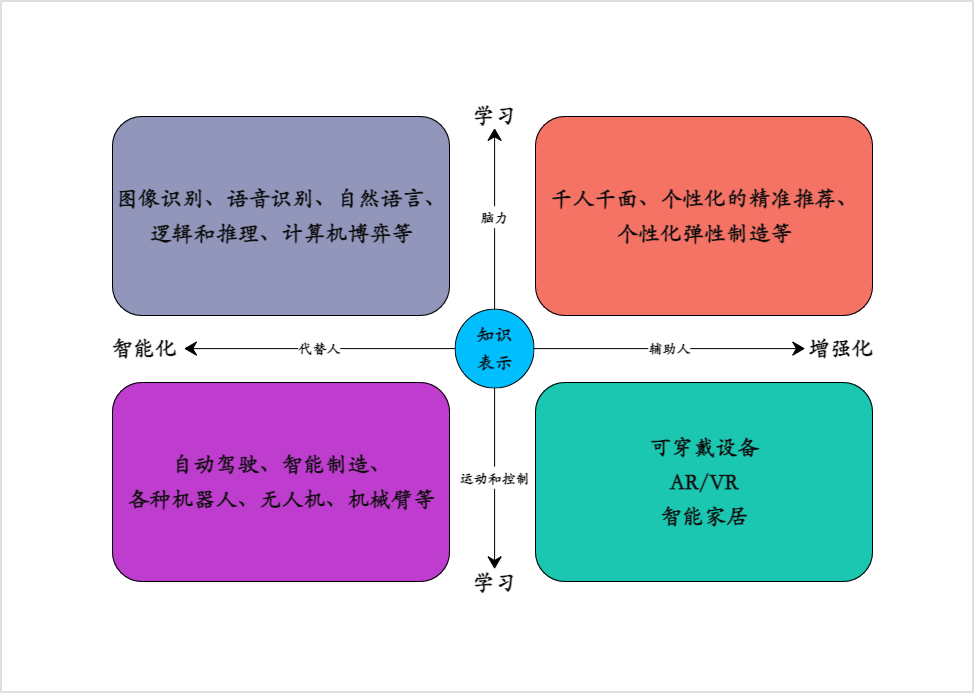 学习
图像识别、语音识别、自然语言、
逻辑和推理、计算机博弈等
脑力
千人千面、个性化的精准推荐、
个性化弹性制造等
智能化
代替人
知识
表示
辅助人
增强化
自动驾驶、智能制造、
各种机器人、无人机、机械臂等
运动和控制
可穿戴设备
AR/VR
智能家居
学习